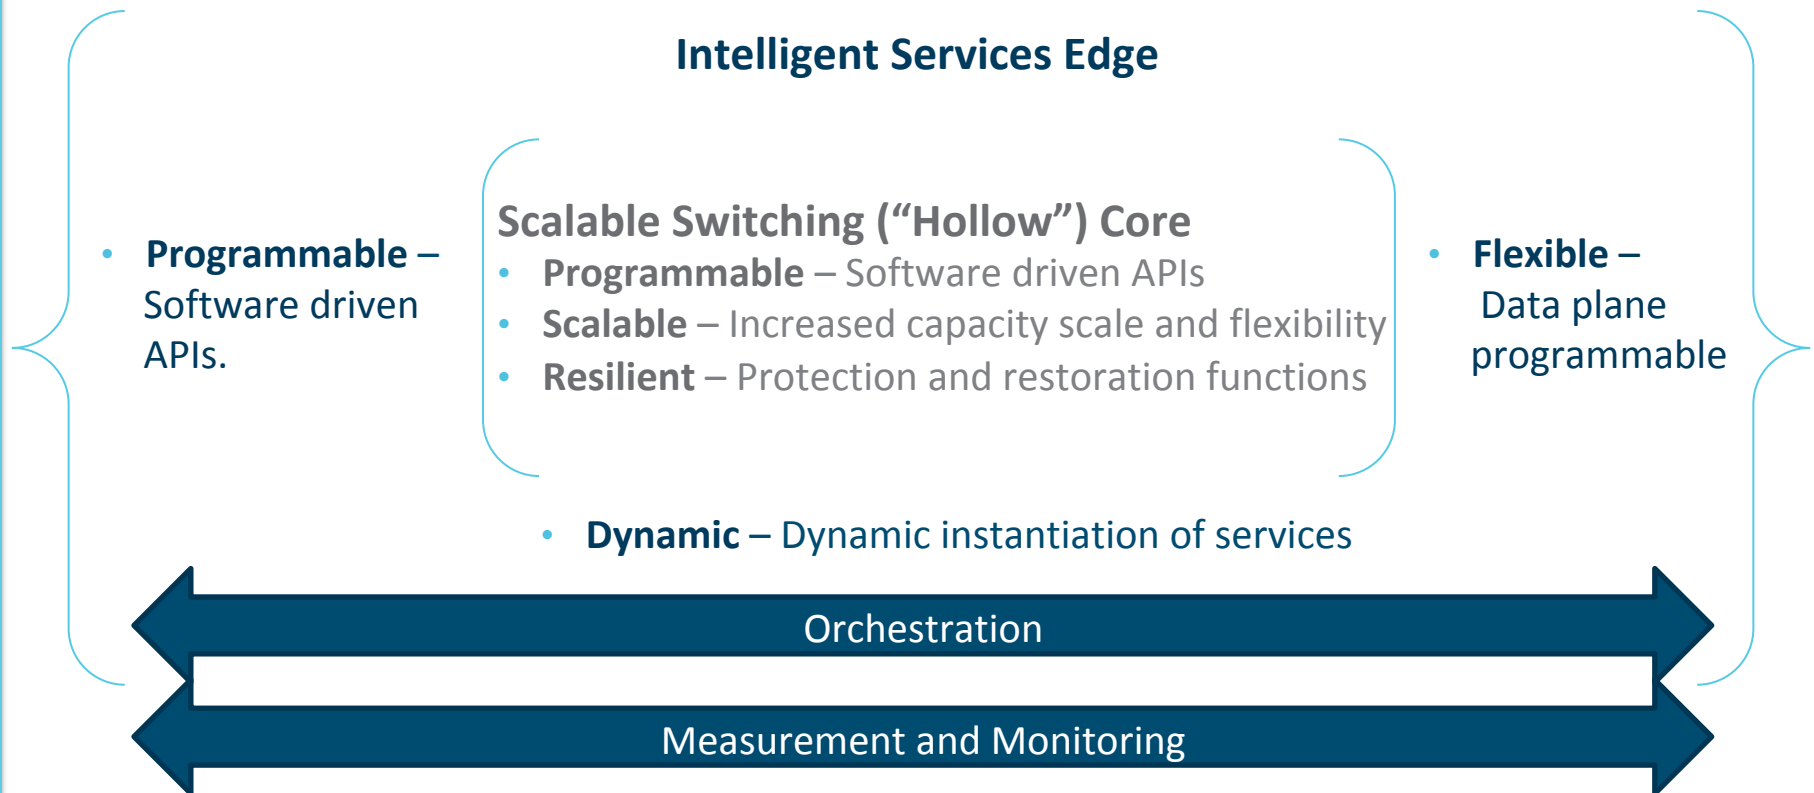 Intelligent Services Edge
• Programmable –
Software driven
APIs.
Scalable Switching (“Hollow”) Core
• Programmable – Software driven APIs
• Scalable – Increased capacity scale and flexibility
• Resilient – Protection and restoration functions
• Flexible –
Data plane
programmable
• Dynamic – Dynamic instantiation of services
Orchestration
Measurement and Monitoring